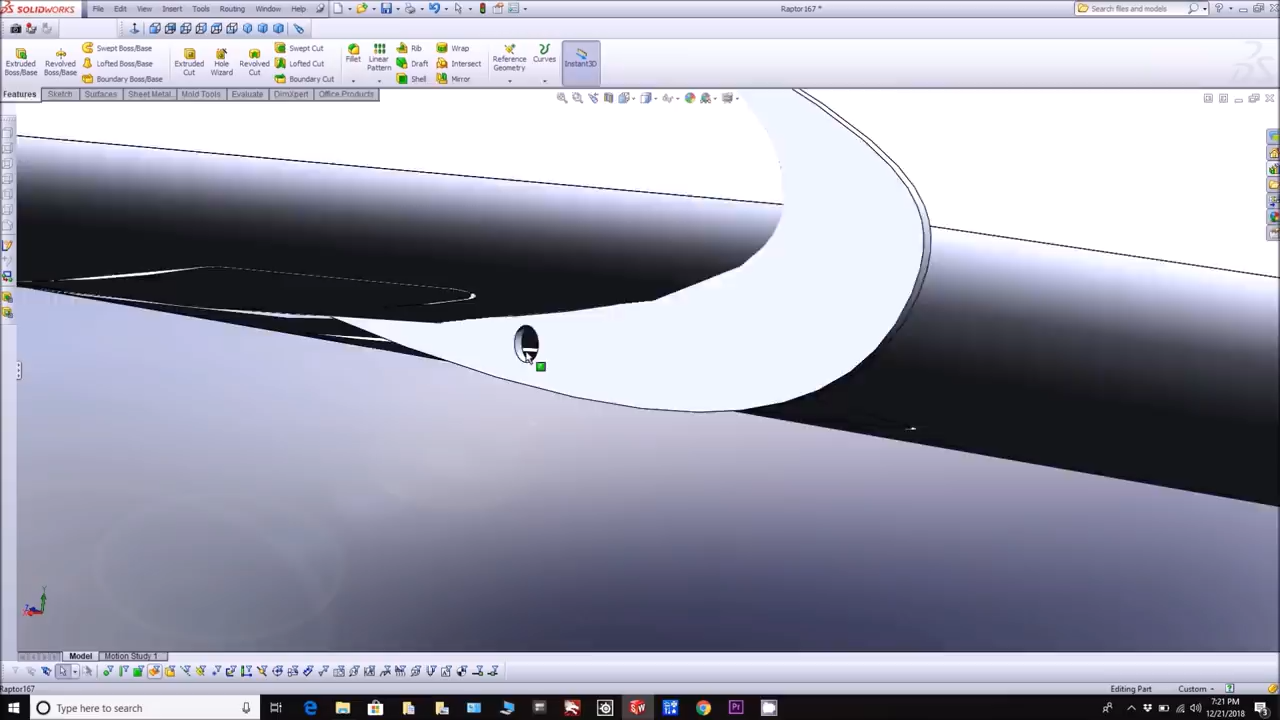 SOLIDWORKS File Edit View Insert Tools Routing Window Help Raptor167 * Search files and models
Extruded Boss/Base Revolved Boss/Base Swept Boss/Base Lofted Boss/Base Boundary Boss/Base Extruded Cut Hole Wizard Revolved Cut Swept Cut Lofted Cut Boundary Cut Fillet Linear Pattern Rib Draft Shell Wrap Intersect Mirror Reference Geometry Curves Instant3D
Features Sketch Surfaces Sheet Metal Mold Tools Evaluate DimXpert Office Products
Model Motion Study 1
Raptor167 Editing Part Custom
Type here to search 7:21 PM
12/21/2018